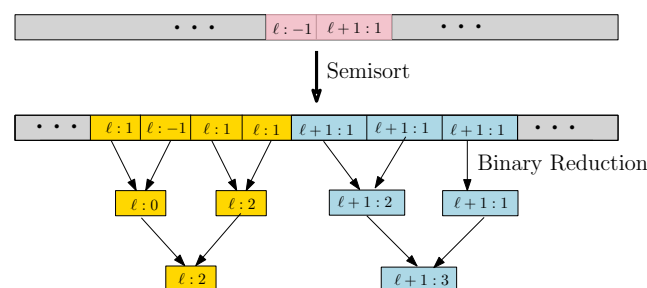 • • • ℓ : −1 ℓ + 1 : 1 • • •
Semisort
• • • ℓ : 1 ℓ : −1 ℓ : 1 ℓ : 1 ℓ + 1 : 1 ℓ + 1 : 1 ℓ + 1 : 1 • • •
Binary Reduction
ℓ : 0 ℓ : 2 ℓ + 1 : 2 ℓ + 1 : 1
ℓ : 2 ℓ + 1 : 3